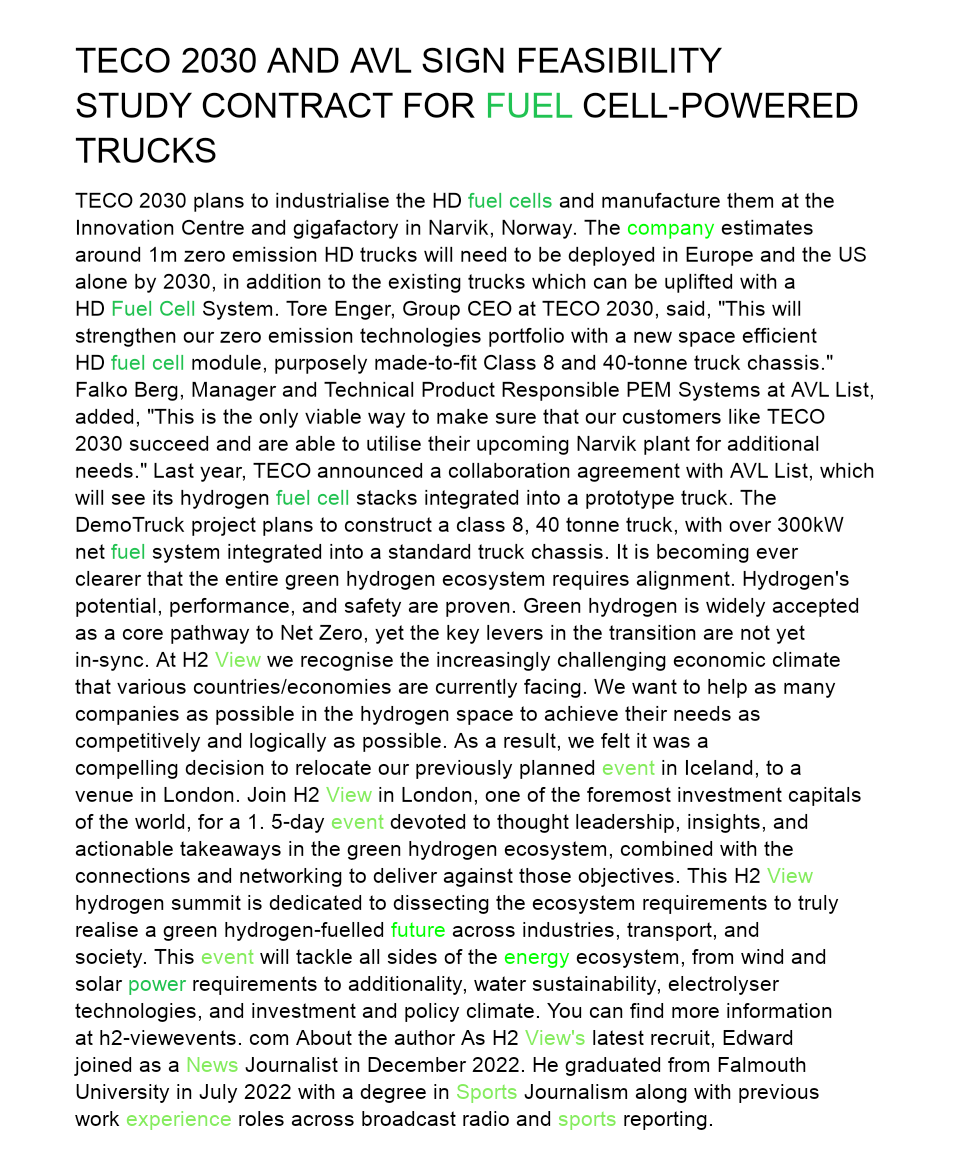 TECO 2030 AND AVL SIGN FEASIBILITY
STUDY CONTRACT FOR FUEL CELL-POWERED
TRUCKS
TECO 2030 plans to industrialise the HD fuel cells and manufacture them at the
Innovation Centre and gigafactory in Narvik, Norway. The company estimates
around 1m zero emission HD trucks will need to be deployed in Europe and the US
alone by 2030, in addition to the existing trucks which can be uplifted with a
HD Fuel Cell System. Tore Enger, Group CEO at TECO 2030, said, "This will
strengthen our zero emission technologies portfolio with a new space efficient
HD fuel cell module, purposely made-to-fit Class 8 and 40-tonne truck chassis."
Falko Berg, Manager and Technical Product Responsible PEM Systems at AVL List,
added, "This is the only viable way to make sure that our customers like TECO
2030 succeed and are able to utilise their upcoming Narvik plant for additional
needs." Last year, TECO announced a collaboration agreement with AVL List, which
will see its hydrogen fuel cell stacks integrated into a prototype truck. The
DemoTruck project plans to construct a class 8, 40 tonne truck, with over 300kW
net fuel system integrated into a standard truck chassis. It is becoming ever
clearer that the entire green hydrogen ecosystem requires alignment. Hydrogen's
potential, performance, and safety are proven. Green hydrogen is widely accepted
as a core pathway to Net Zero, yet the key levers in the transition are not yet
in-sync. At H2 View we recognise the increasingly challenging economic climate
that various countries/economies are currently facing. We want to help as many
companies as possible in the hydrogen space to achieve their needs as
competitively and logically as possible. As a result, we felt it was a
compelling decision to relocate our previously planned event in Iceland, to a
venue in London. Join H2 View in London, one of the foremost investment capitals
of the world, for a 1. 5-day event devoted to thought leadership, insights, and
actionable takeaways in the green hydrogen ecosystem, combined with the
connections and networking to deliver against those objectives. This H2 View
hydrogen summit is dedicated to dissecting the ecosystem requirements to truly
realise a green hydrogen-fuelled future across industries, transport, and
society. This event will tackle all sides of the energy ecosystem, from wind and
solar power requirements to additionality, water sustainability, electrolyser
technologies, and investment and policy climate. You can find more information
at h2-viewevents. com About the author As H2 View's latest recruit, Edward
joined as a News Journalist in December 2022. He graduated from Falmouth
University in July 2022 with a degree in Sports Journalism along with previous
work experience roles across broadcast radio and sports reporting.